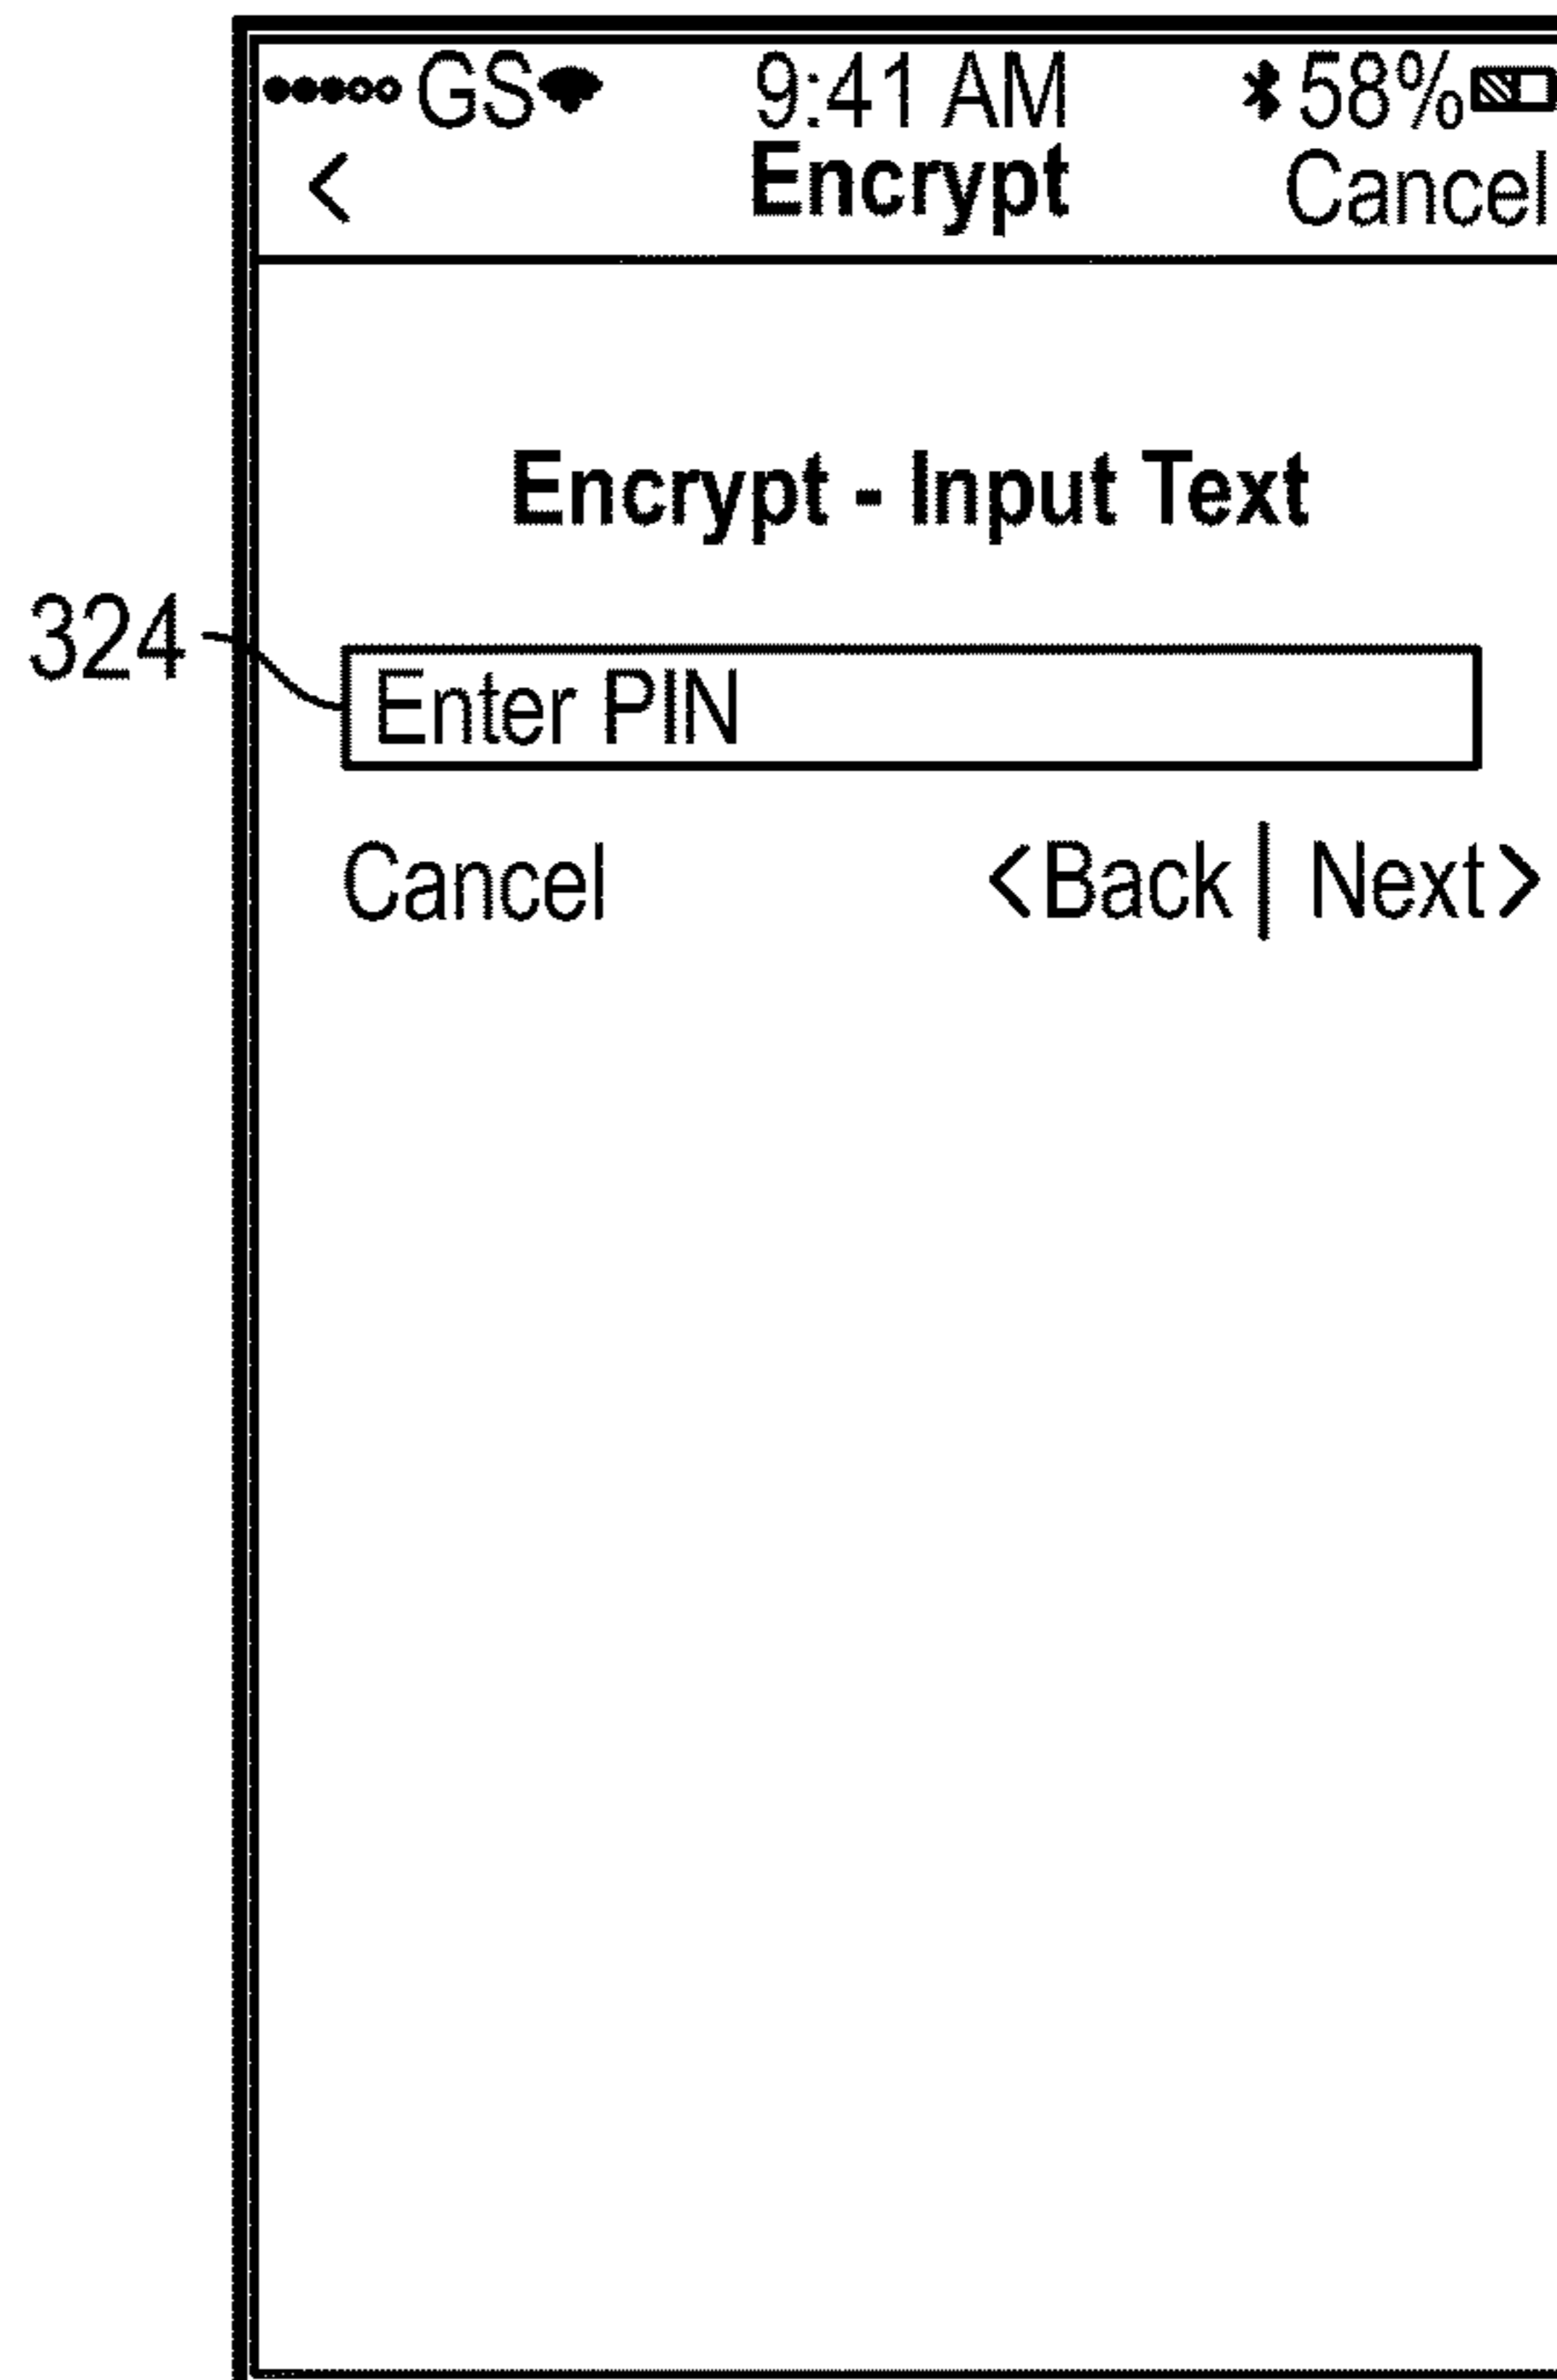 GS 9:41 AM 58%
< Encrypt Cancel
Encrypt - Input Text
324
Enter PIN
Cancel <Back | Next>